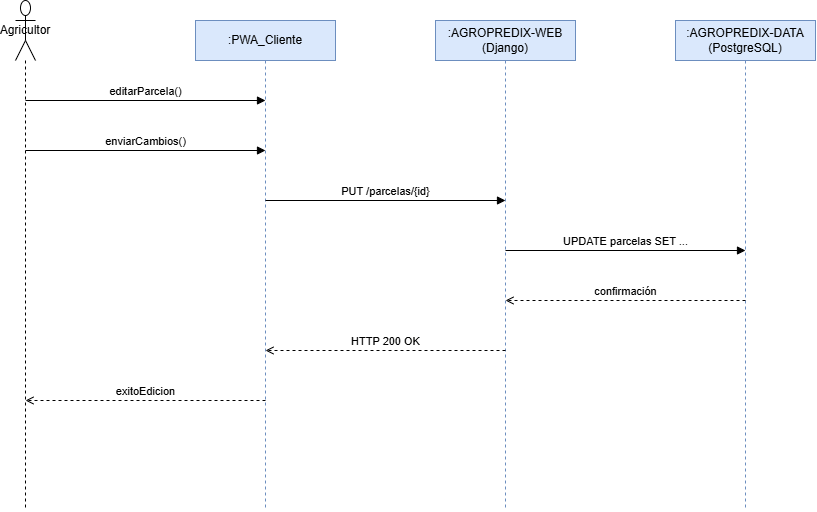 Agricultor
:PWA_Cliente
:AGROPREDIX-WEB
(Django)
:AGROPREDIX-DATA
(PostgreSQL)
editarParcela()
enviarCambios()
PUT /parcelas/{id}
UPDATE parcelas SET ...
confirmación
HTTP 200 OK
exitoEdicion